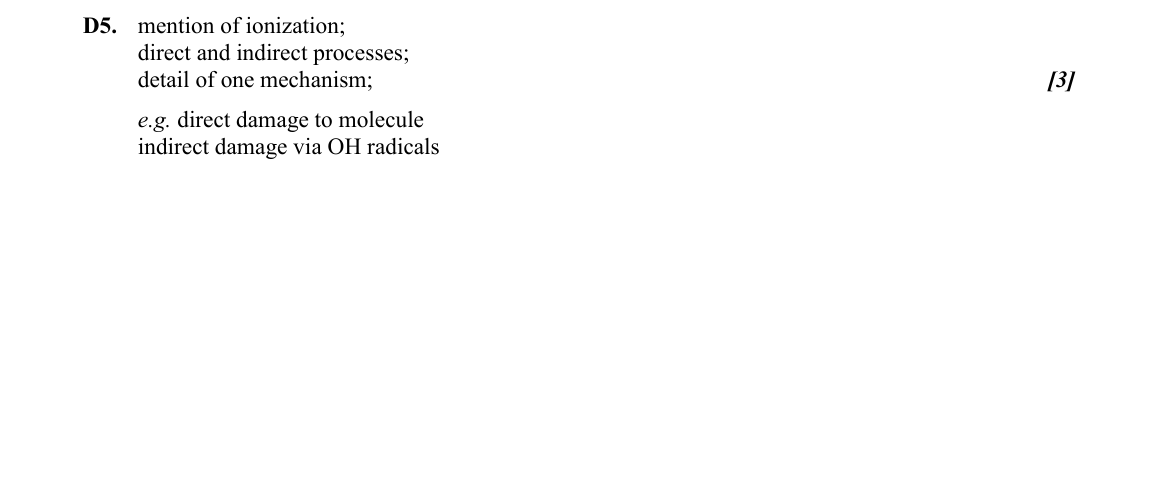 D5. mention of ionization;
direct and indirect processes;
detail of one mechanism; [3]
e.g. direct damage to molecule
indirect damage via OH radicals